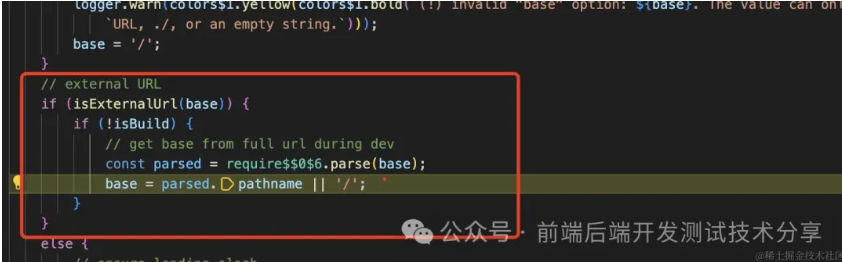 logger.warn(colors$1.yellow(colors$1.bold(`(!) invalid "base" option: ${base}. The value can onl
`URL, ./, or an empty string.`)));
base = '/';
}
// external URL
if (isExternalUrl(base)) {
if (!isBuild) {
// get base from full url during dev
const parsed = require$$0$6.parse(base);
base = parsed.pathname || '/';
}
}
else {
// ensure leading slash
公众号 · 前端后端开发测试技术分享
@稀土掘金技术社区